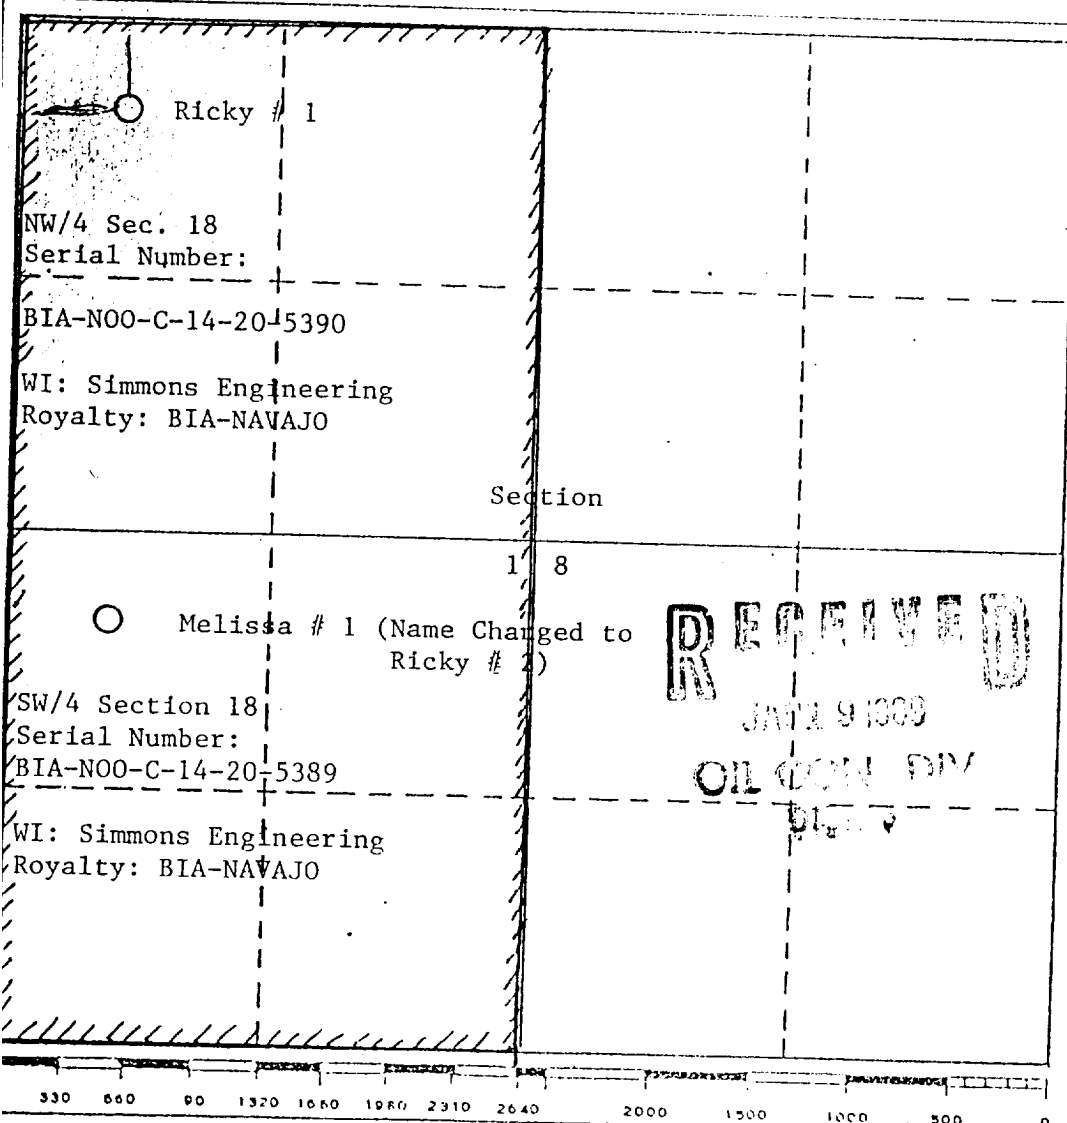 Ricky # 1
NW/4 Sec. 18
Serial Number:
BIA-NOO-C-14-20-5390
WI: Simmons Engineering
Royalty: BIA-NAVAJO
Section
18
Melissa # 1 (Name Changed to
Ricky # 2)
RECEIVED
SW/4 Section 18
Serial Number:
BIA-NOO-C-14-20-5389
OIL CON. DIV
WI: Simmons Engineering
Royalty: BIA-NAVAJO
330 660 90 1320 1650 1980 2310 2640 2000 1500 1000 500 0